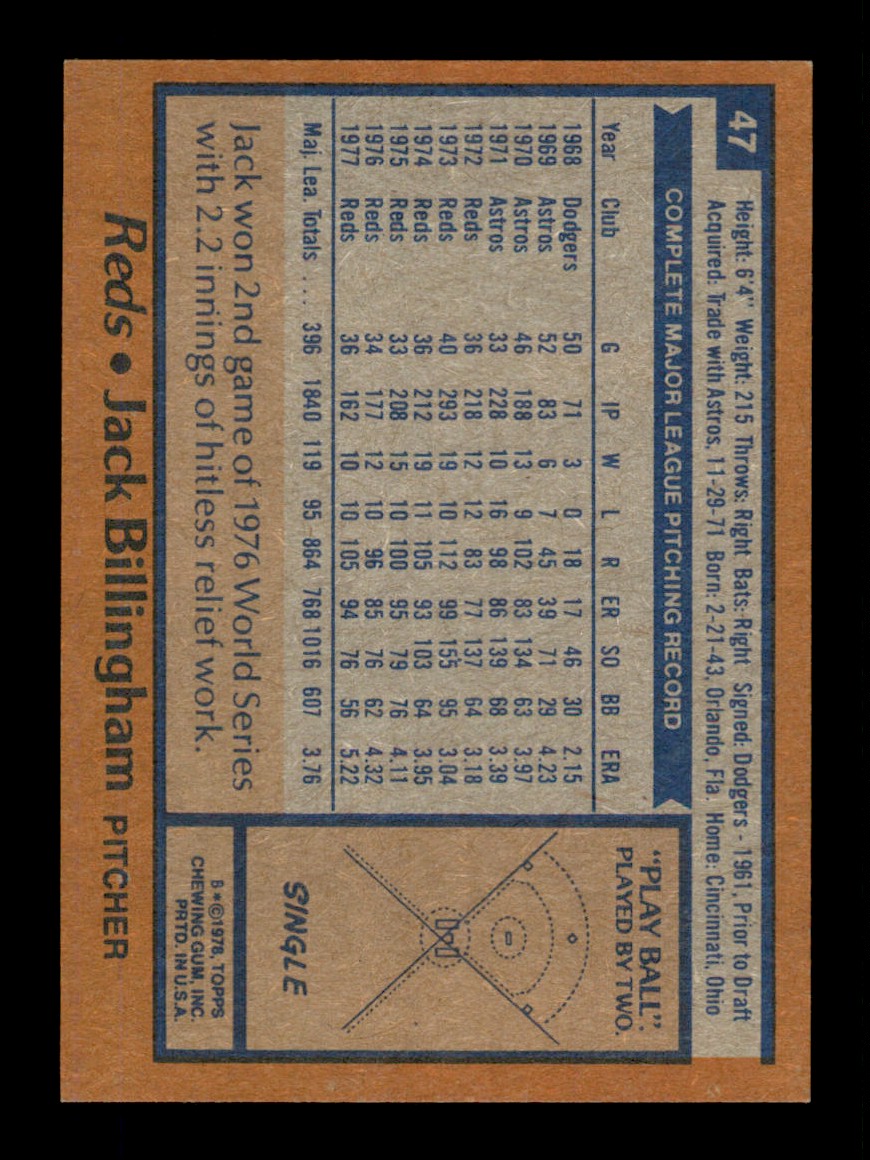 47
Height: 6'4" Weight: 215 Throws: Right Bats: Right Signed: Dodgers - 1961, Prior to Draft
Acquired: Trade with Astros, 11-29-71 Born: 2-21-43, Orlando, Fla. Home: Cincinnati, Ohio
COMPLETE MAJOR LEAGUE PITCHING RECORD
Year Club G IP W L R ER SO BB ERA
1968 Dodgers 50 71 3 0 18 17 46 30 2.15
1969 Astros 52 83 6 7 45 39 71 29 4.23
1970 Astros 46 188 13 9 102 83 134 63 3.97
1971 Astros 33 228 10 16 98 86 139 68 3.39
1972 Reds 36 218 12 12 83 77 137 64 3.18
1973 Reds 40 293 19 10 112 99 155 95 3.04
1974 Reds 36 212 19 11 105 93 103 64 3.95
1975 Reds 33 208 15 10 100 95 79 76 4.11
1976 Reds 34 177 12 10 96 85 76 62 4.32
1977 Reds 36 162 10 10 105 94 76 56 5.22
Maj. Lea. Totals ... 396 1840 119 95 864 768 1016 607 3.76
Jack won 2nd game of 1976 World Series
with 2.2 innings of hitless relief work.
"PLAY BALL".
PLAYED BY TWO.
SINGLE
B*©1978, TOPPS
CHEWING GUM, INC.
PRTD. IN U.S.A.
Reds • Jack Billingham PITCHER